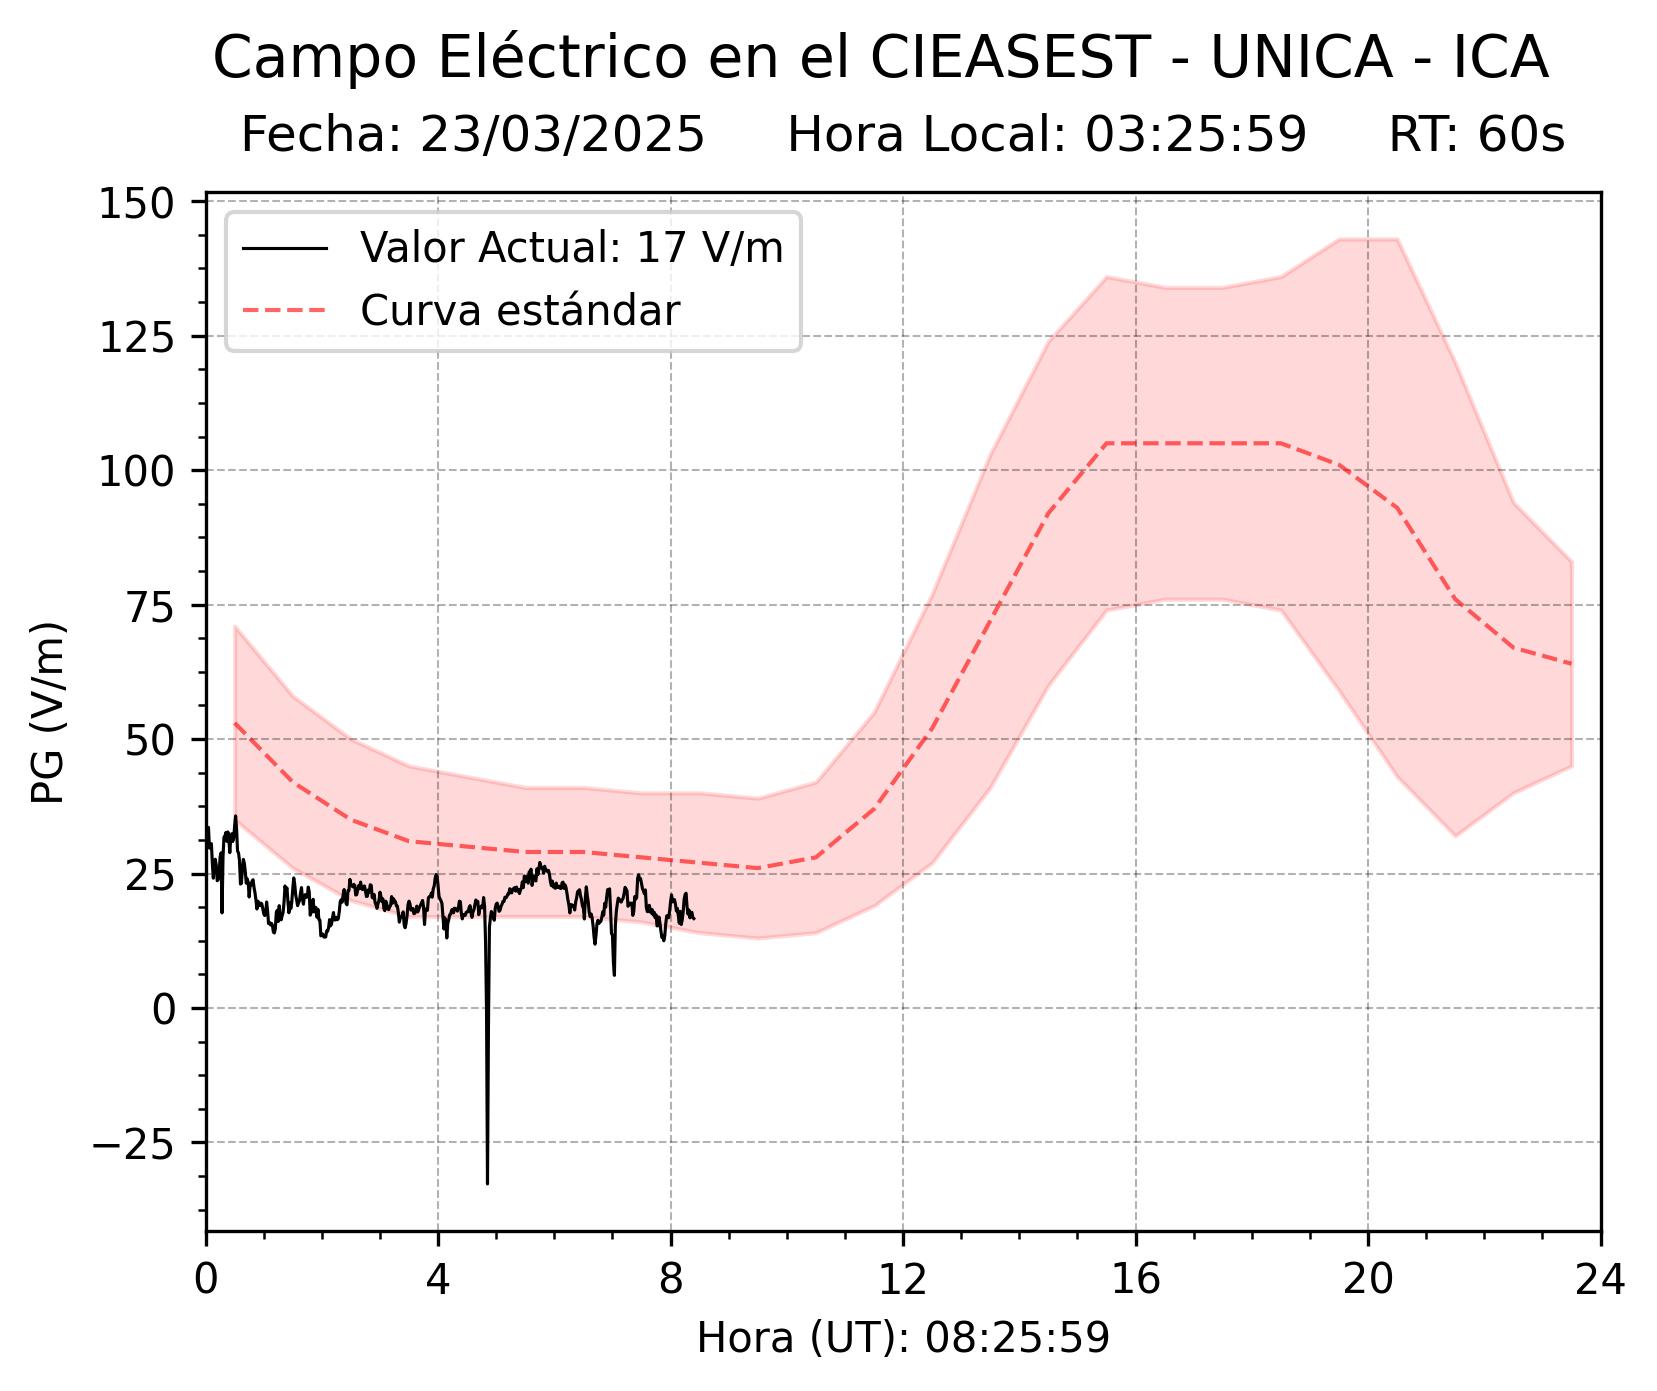 Campo Eléctrico en el CIEASEST - UNICA - ICA
Fecha: 23/03/2025 Hora Local: 03:25:59 RT: 60s
Valor Actual: 17 V/m
Curva estándar
PG (V/m)
150
125
100
75
50
25
0
−25
0 4 8 12 16 20 24
Hora (UT): 08:25:59